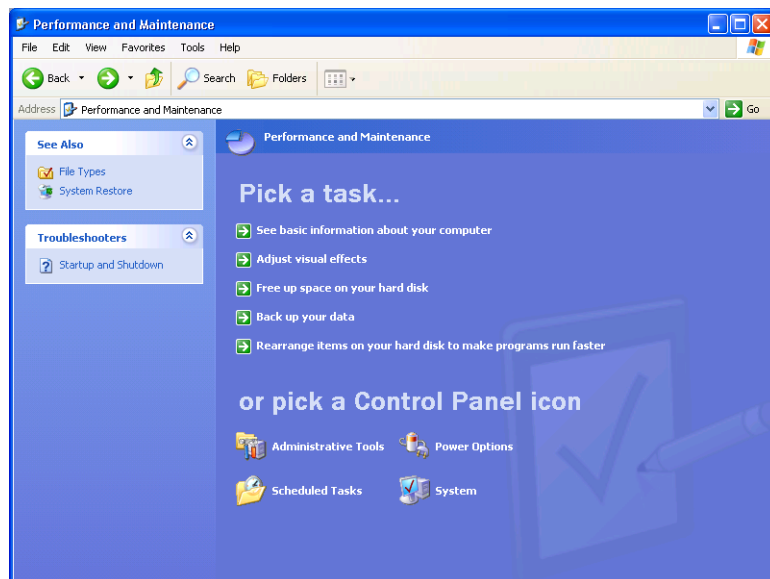 Performance and Maintenance
File Edit View Favorites Tools Help
Back Search Folders
Address Performance and Maintenance Go
See Also
File Types
System Restore
Troubleshooters
Startup and Shutdown
Performance and Maintenance
Pick a task...
See basic information about your computer
Adjust visual effects
Free up space on your hard disk
Back up your data
Rearrange items on your hard disk to make programs run faster
or pick a Control Panel icon
Administrative Tools Power Options
Scheduled Tasks System